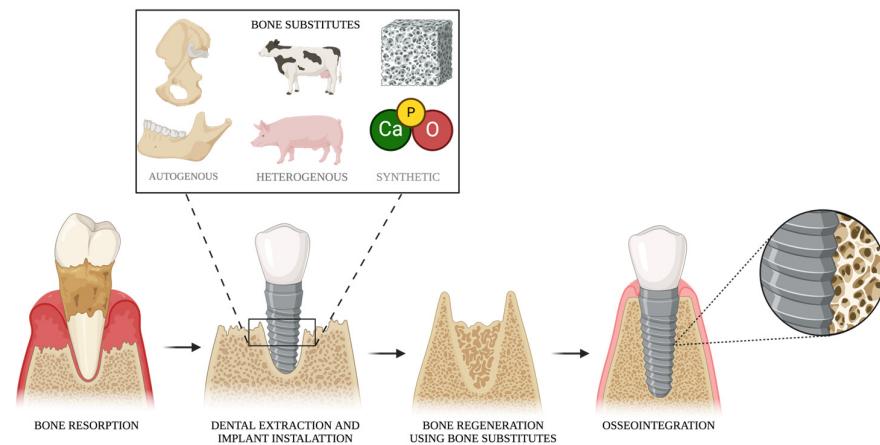 BONE SUBSTITUTES
Ca
P
O
AUTOGENOUS
HETEROGENOUS
SYNTHETIC
BONE RESORPTION
DENTAL EXTRACTION AND
IMPLANT INSTALATTION
BONE REGENERATION
USING BONE SUBSTITUTES
OSSEOINTEGRATION